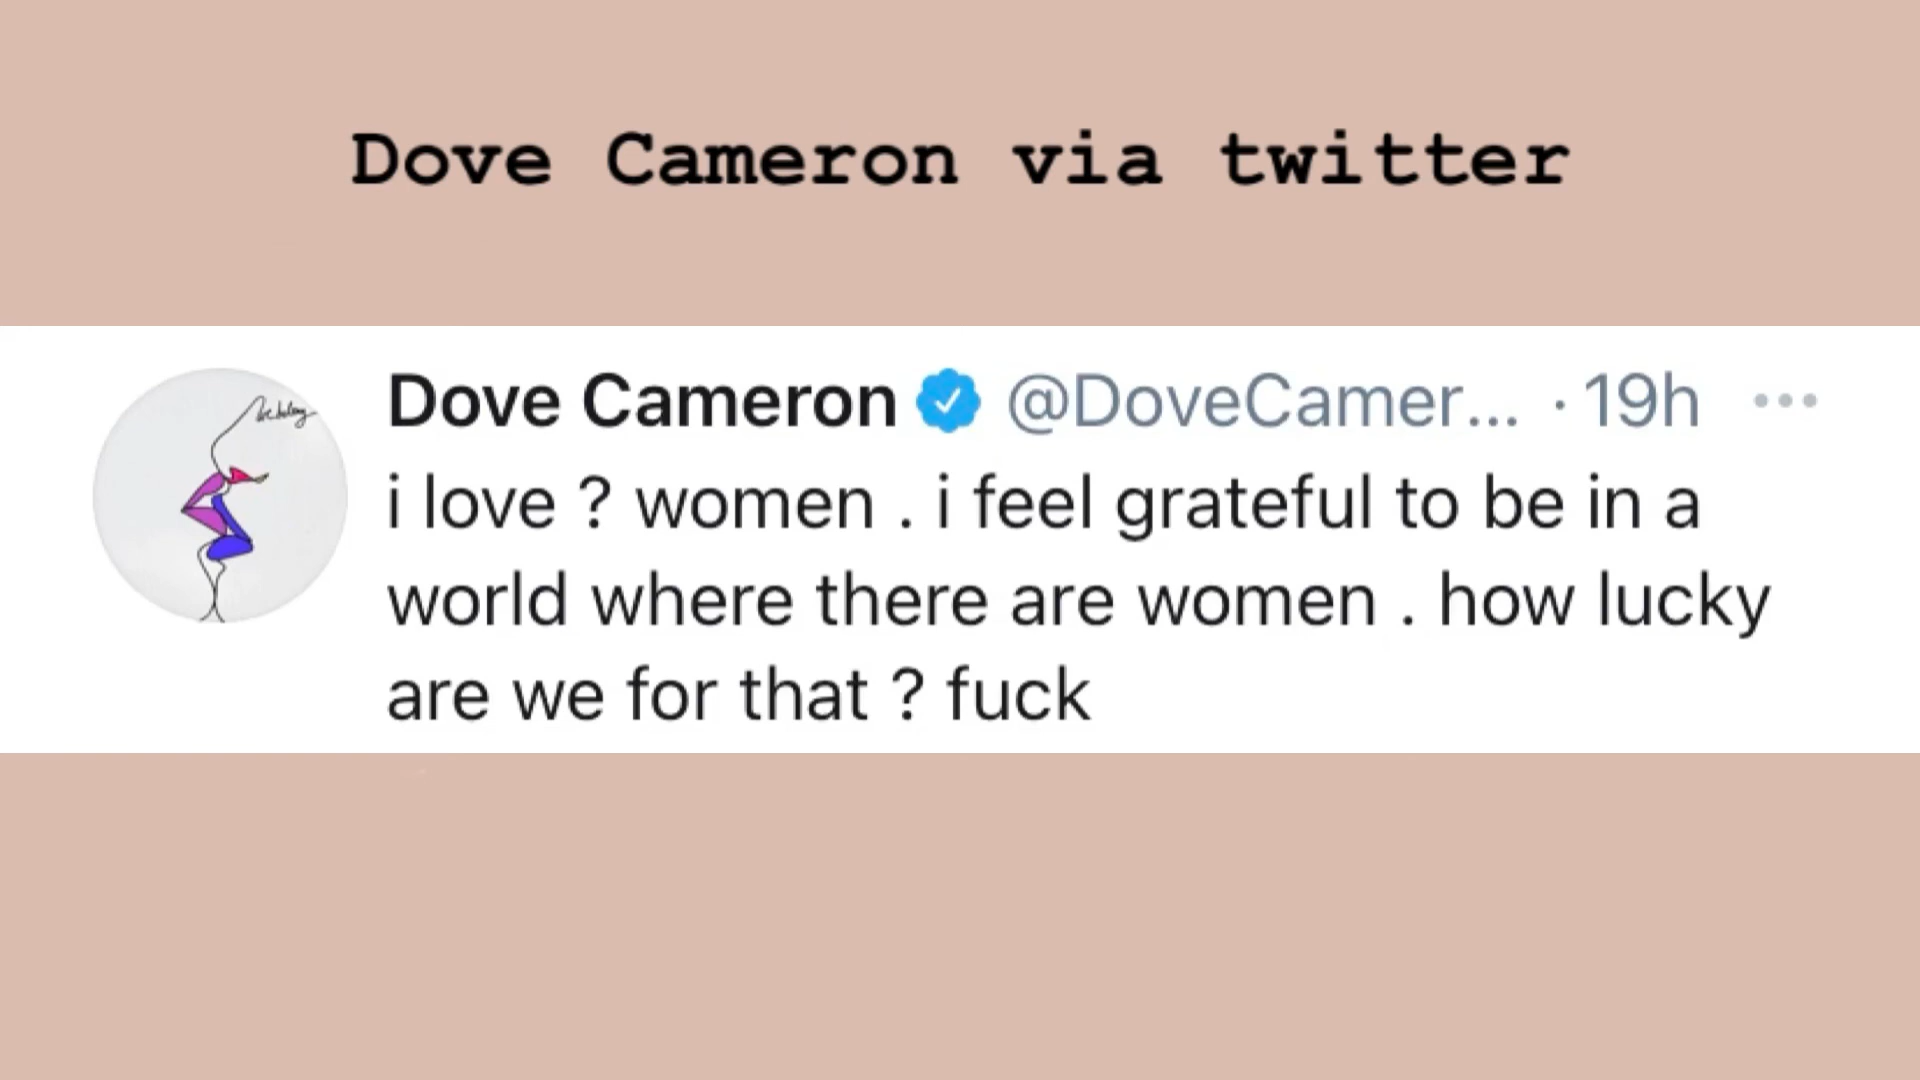 Dove Cameron via twitter
Dove Cameron @DoveCamer... · 19h
i love ? women . i feel grateful to be in a
world where there are women . how lucky
are we for that ? fuck